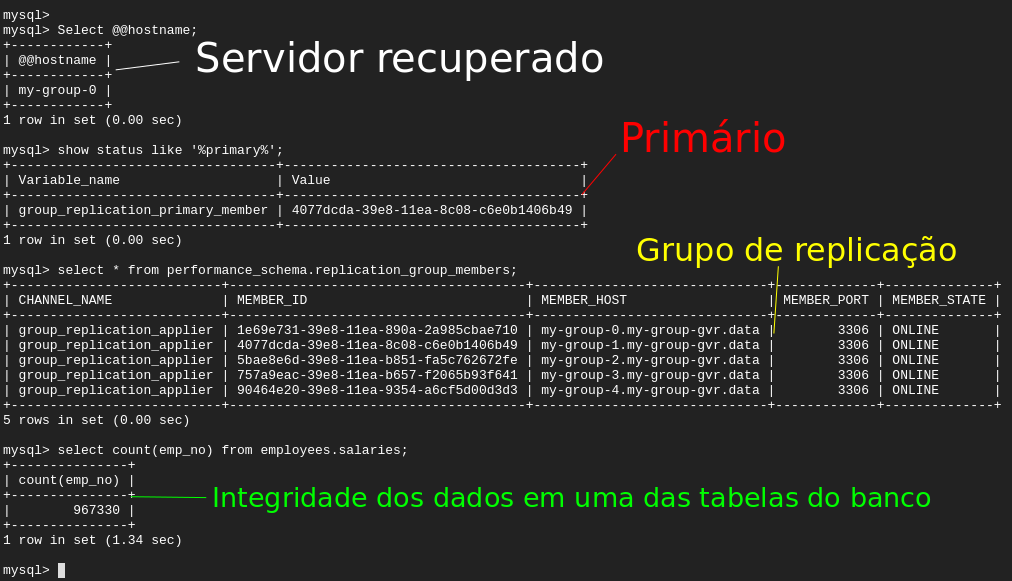 mysql>
mysql> Select @@hostname;
+------------+
| @@hostname |
+------------+
| my-group-0 |
+------------+
1 row in set (0.00 sec)
Servidor recuperado
mysql> show status like '%primary%';
+----------------------------------+--------------------------------------+
| Variable_name                    | Value                                |
+----------------------------------+--------------------------------------+
| group_replication_primary_member | 4077dcda-39e8-11ea-8c08-c6e0b1406b49 |
+----------------------------------+--------------------------------------+
1 row in set (0.00 sec)
Primário
Grupo de replicação
mysql> select * from performance_schema.replication_group_members;
+---------------------------+--------------------------------------+------------------------------+-------------+--------------+
| CHANNEL_NAME              | MEMBER_ID                            | MEMBER_HOST                  | MEMBER_PORT | MEMBER_STATE |
+---------------------------+--------------------------------------+------------------------------+-------------+--------------+
| group_replication_applier | 1e69e731-39e8-11ea-890a-2a985cbae710 | my-group-0.my-group-gvr.data |        3306 | ONLINE       |
| group_replication_applier | 4077dcda-39e8-11ea-8c08-c6e0b1406b49 | my-group-1.my-group-gvr.data |        3306 | ONLINE       |
| group_replication_applier | 5bae8e6d-39e8-11ea-b851-fa5c762672fe | my-group-2.my-group-gvr.data |        3306 | ONLINE       |
| group_replication_applier | 757a9eac-39e8-11ea-b657-f2065b93f641 | my-group-3.my-group-gvr.data |        3306 | ONLINE       |
| group_replication_applier | 90464e20-39e8-11ea-9354-a6cf5d00d3d3 | my-group-4.my-group-gvr.data |        3306 | ONLINE       |
+---------------------------+--------------------------------------+------------------------------+-------------+--------------+
5 rows in set (0.00 sec)
mysql> select count(emp_no) from employees.salaries;
+---------------+
| count(emp_no) |
+---------------+
|        967330 |
+---------------+
1 row in set (1.34 sec)
Integridade dos dados em uma das tabelas do banco
mysql>